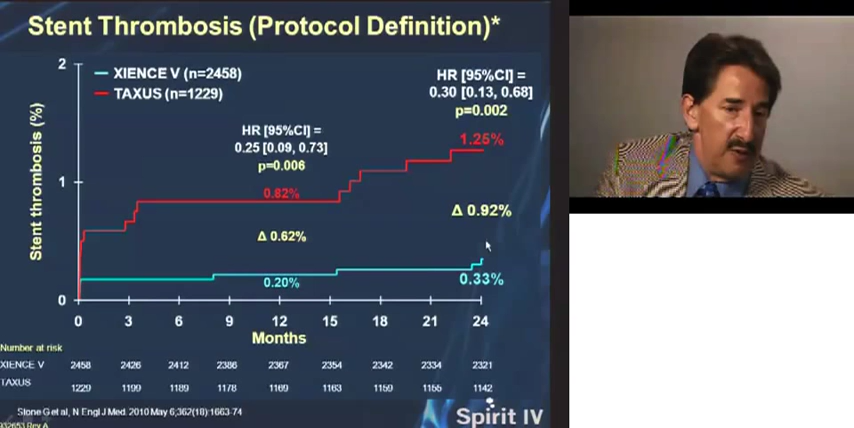 Stent Thrombosis (Protocol Definition)*
2
XIENCE V (n=2458)
TAXUS (n=1229)
HR [95%CI] =
0.30 [0.13, 0.68]
p=0.002
HR [95%CI] =
0.25 [0.09, 0.73]
p=0.006
1.25%
Stent thrombosis (%)
1
0.82%
Δ 0.92%
Δ 0.62%
0.20%
0.33%
0
0 3 6 9 12 15 18 21 24
Months
Number at risk
XIENCE V 2458 2426 2412 2386 2367 2354 2342 2334 2321
TAXUS 1229 1199 1189 1178 1169 1163 1159 1155 1142
Stone G et al, N Engl J Med. 2010 May 6;362(18):1663-74
Spirit IV
Rev A